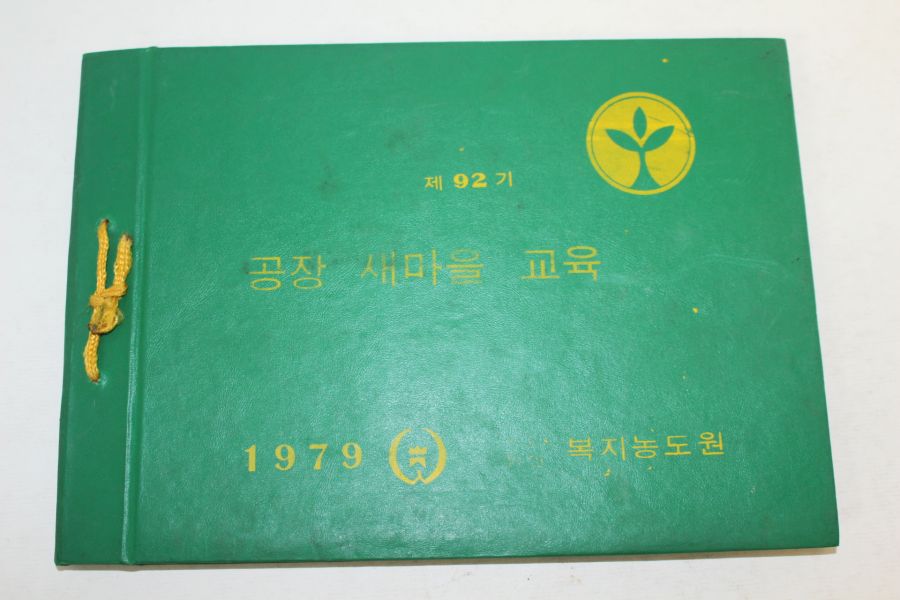 제 92 기
공장 새마을 교육
1979 복지농도원